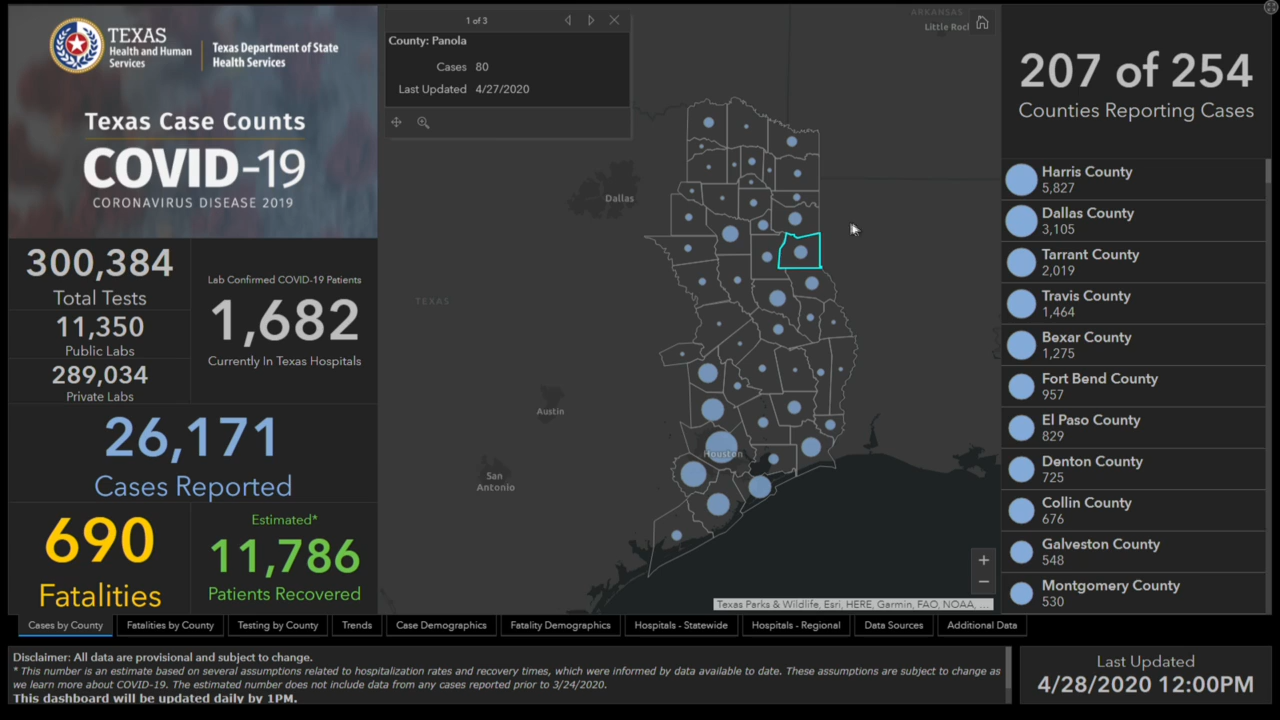 TEXAS
Health and Human
Services
Texas Department of State
Health Services
Texas Case Counts
COVID-19
CORONAVIRUS DISEASE 2019
300,384
Total Tests
11,350
Public Labs
289,034
Private Labs
Lab Confirmed COVID-19 Patients
1,682
Currently In Texas Hospitals
26,171
Cases Reported
690
Fatalities
Estimated*
11,786
Patients Recovered
1 of 3
County: Panola
Cases 80
Last Updated 4/27/2020
ARKANSAS
Little Rocl
Dallas
TEXAS
Austin
Houston
San
Antonio
+
−
Texas Parks & Wildlife, Esri, HERE, Garmin, FAO, NOAA, ...
207 of 254
Counties Reporting Cases
Harris County
5,827
Dallas County
3,105
Tarrant County
2,019
Travis County
1,464
Bexar County
1,275
Fort Bend County
957
El Paso County
829
Denton County
725
Collin County
676
Galveston County
548
Montgomery County
530
Cases by County
Fatalities by County
Testing by County
Trends
Case Demographics
Fatality Demographics
Hospitals - Statewide
Hospitals - Regional
Data Sources
Additional Data
Disclaimer: All data are provisional and subject to change.
* This number is an estimate based on several assumptions related to hospitalization rates and recovery times, which were informed by data available to date. These assumptions are subject to change as
we learn more about COVID-19. The estimated number does not include data from any cases reported prior to 3/24/2020.
This dashboard will be updated daily by 1PM.
Last Updated
4/28/2020 12:00PM